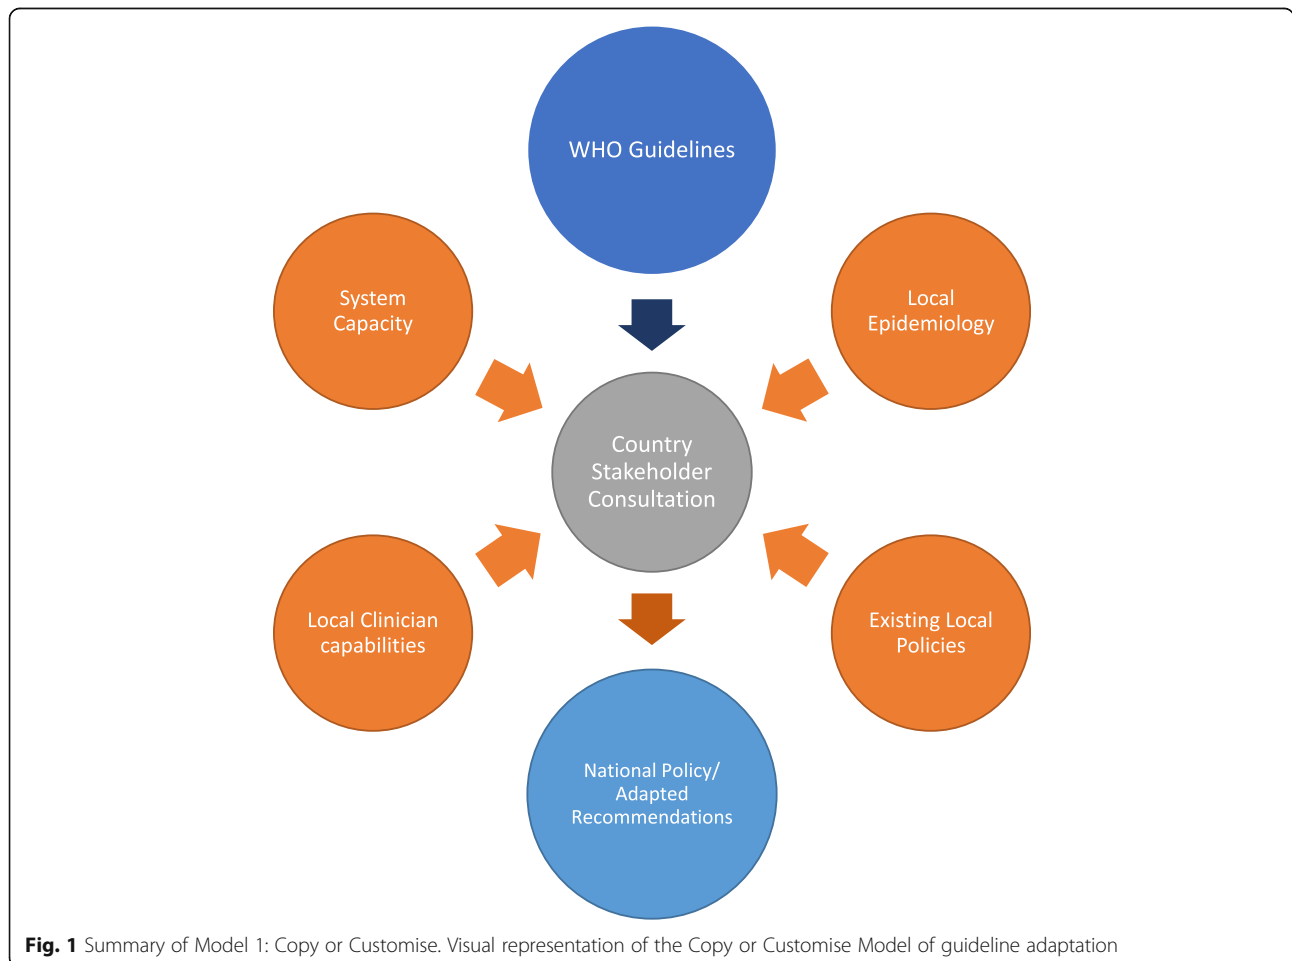 WHO Guidelines
System
Capacity
Local
Epidemiology
Country
Stakeholder
Consultation
Local Clinician
capabilities
Existing Local
Policies
National Policy/
Adapted
Recommendations
Fig. 1 Summary of Model 1: Copy or Customise. Visual representation of the Copy or Customise Model of guideline adaptation